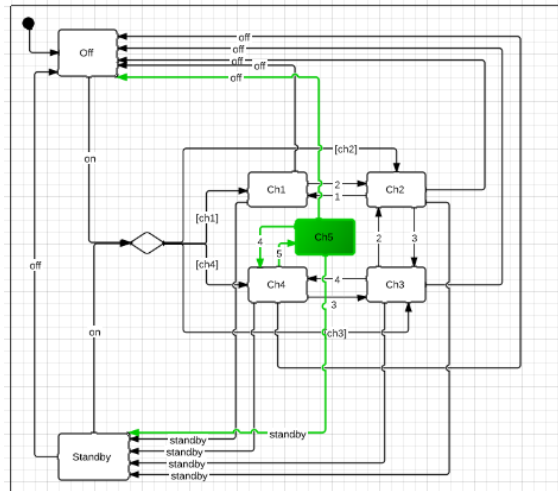 off
Off
off
off
off
off
[ch2]
on
Ch1
2
1
Ch2
[ch1]
4
Ch5
5
2
3
off
[ch4]
Ch4
4
3
Ch3
on
[ch3]
standby
standby
Standby
standby
standby
standby